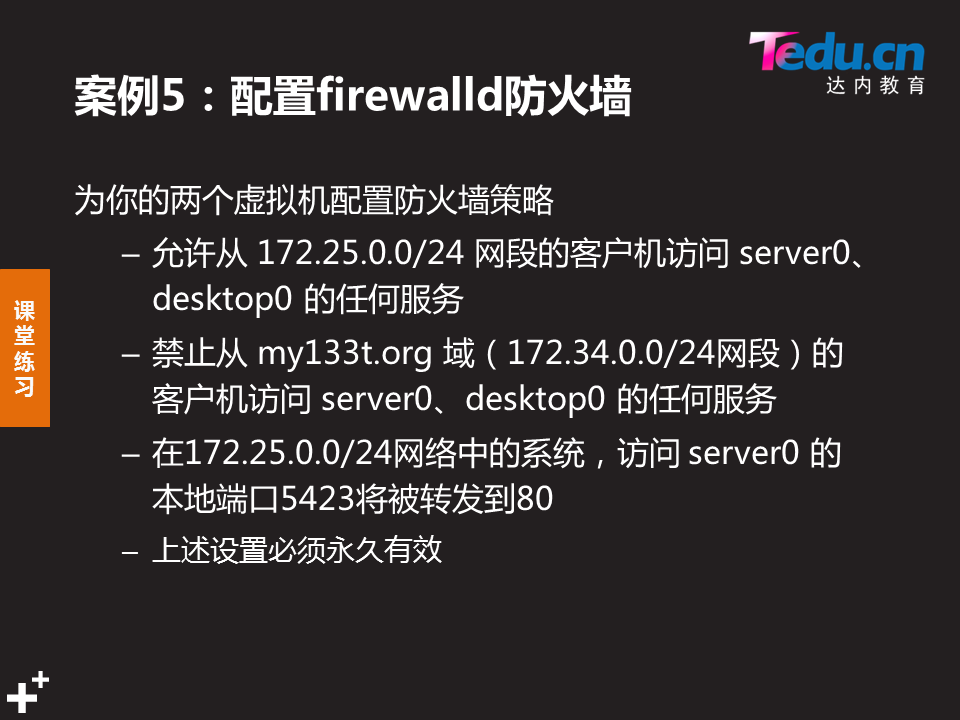 Tedu.cn
达内教育
案例5：配置firewalld防火墙
为你的两个虚拟机配置防火墙策略
– 允许从 172.25.0.0/24 网段的客户机访问 server0、
desktop0 的任何服务
– 禁止从 my133t.org 域（172.34.0.0/24网段）的
客户机访问 server0、desktop0 的任何服务
– 在172.25.0.0/24网络中的系统，访问 server0 的
本地端口5423将被转发到80
– 上述设置必须永久有效
课
堂
练
习